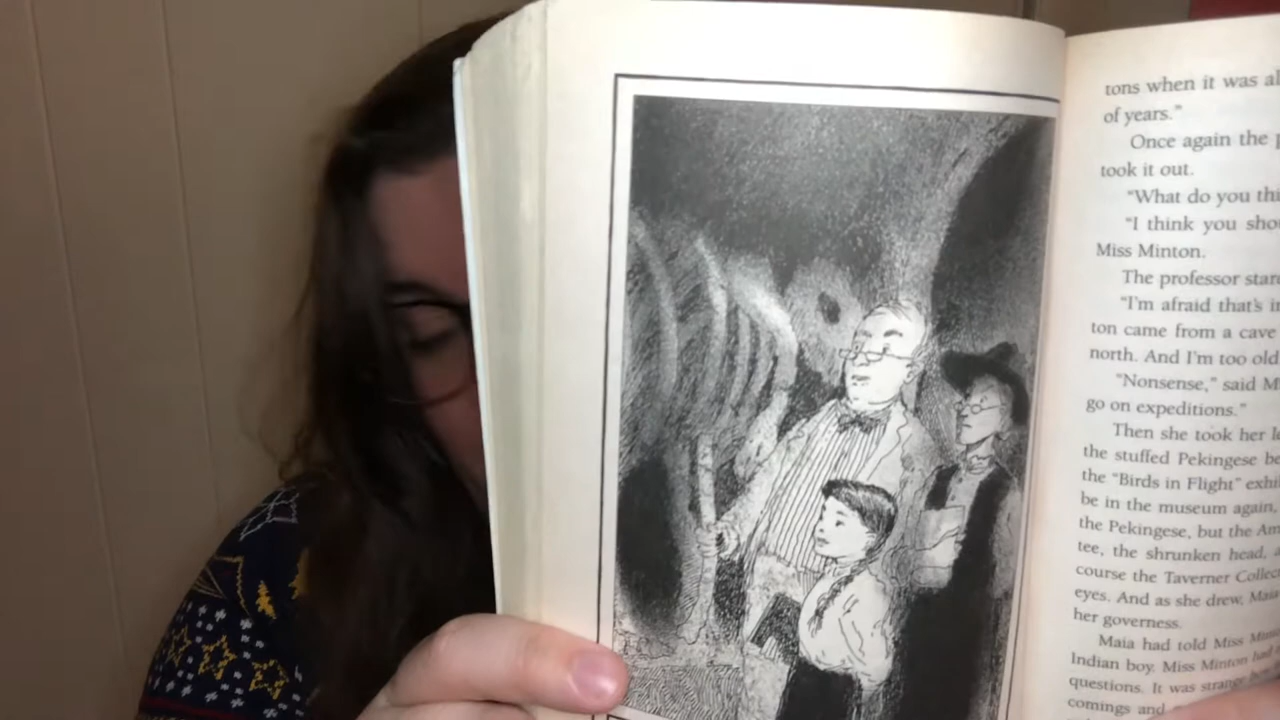 tons when it was al
of years."
Once again the p
took it out.
"What do you thi
"I think you sho
Miss Minton.
The professor star
"I'm afraid that's i
ton came from a cave
north. And I'm too old
"Nonsense," said M
go on expeditions."
Then she took her l
the stuffed Pekingese be
the "Birds in Flight" exhi
be in the museum again,
the Pekingese, but the Am
tee, the shrunken head.
course the Taverner Collec
eyes. And as she drew, Maia
her governess.
Maia had told Miss Mint
Indian boy. Miss Minton had
questions. It was strange
comings and